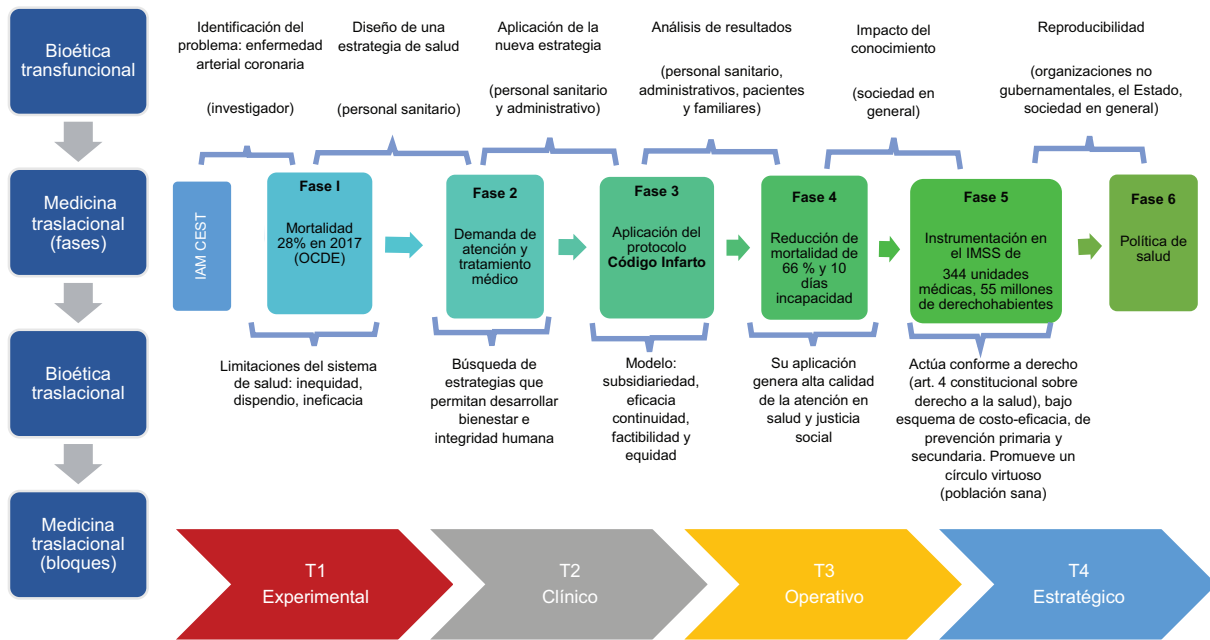 Bioética
transfuncional
Identificación del
problema: enfermedad
arterial coronaria
(investigador)
Diseño de una
estrategia de salud
(personal sanitario)
Aplicación de la
nueva estrategia
(personal sanitario
y administrativo)
Análisis de resultados
(personal sanitario,
administrativos, pacientes
y familiares)
Impacto del
conocimiento
(sociedad en
general)
Reproducibilidad
(organizaciones no
gubernamentales, el Estado,
sociedad en general)
Medicina
traslacional
(fases)
IAM CEST
Fase I
Mortalidad
28% en 2017
(OCDE)
Fase 2
Demanda de
atención y
tratamiento
médico
Fase 3
Aplicación del
protocolo
Código Infarto
Fase 4
Reducción de
mortalidad de
66 % y 10
días
incapacidad
Fase 5
Instrumentación en
el IMSS de
344 unidades
médicas, 55 millones
de derechohabientes
Fase 6
Política de
salud
Bioética
traslacional
Limitaciones del sistema
de salud: inequidad,
dispendio, ineficacia
Búsqueda de
estrategias que
permitan desarrollar
bienestar e
integridad humana
Modelo:
subsidiariedad,
eficacia
continuidad,
factibilidad y
equidad
Su aplicación
genera alta calidad
de la atención en
salud y justicia
social
Actúa conforme a derecho
(art. 4 constitucional sobre
derecho a la salud), bajo
esquema de costo-eficacia, de
prevención primaria y
secundaria. Promueve un
círculo virtuoso
(población sana)
Medicina
traslacional
(bloques)
T1
Experimental
T2
Clínico
T3
Operativo
T4
Estratégico